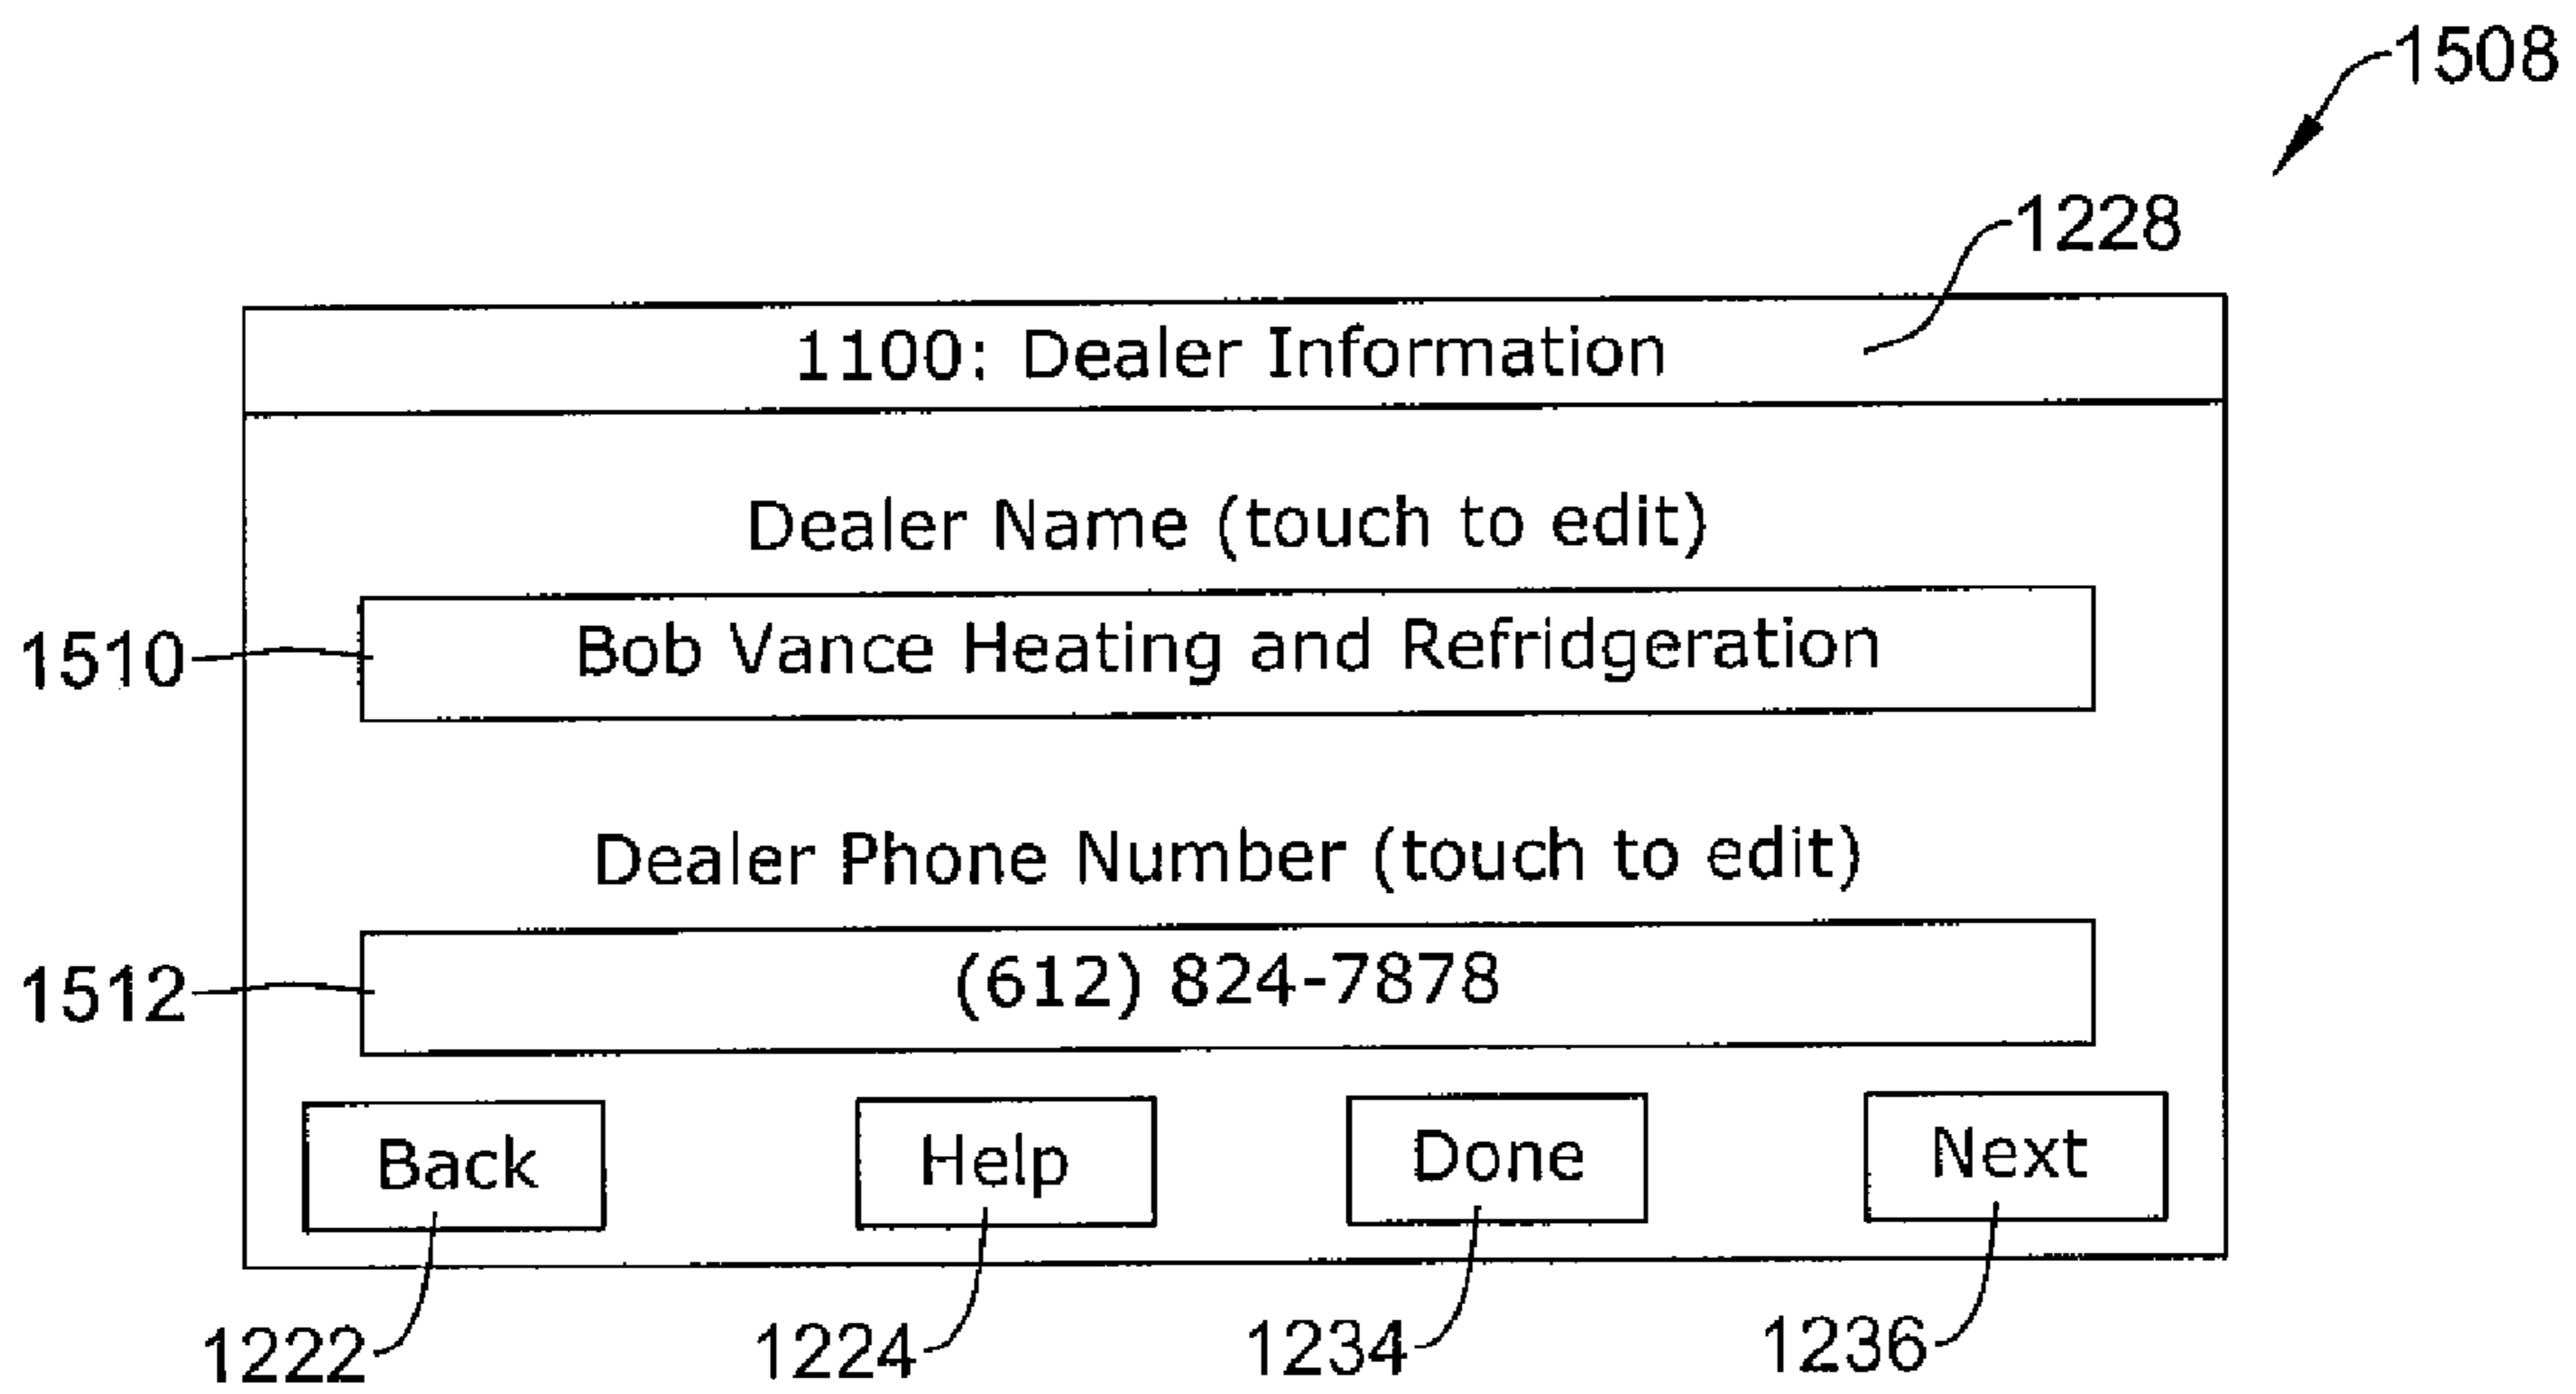 1508
1228
1100: Dealer Information
Dealer Name (touch to edit)
1510 Bob Vance Heating and Refridgeration
Dealer Phone Number (touch to edit)
1512 (612) 824-7878
Back Help Done Next
1222 1224 1234 1236